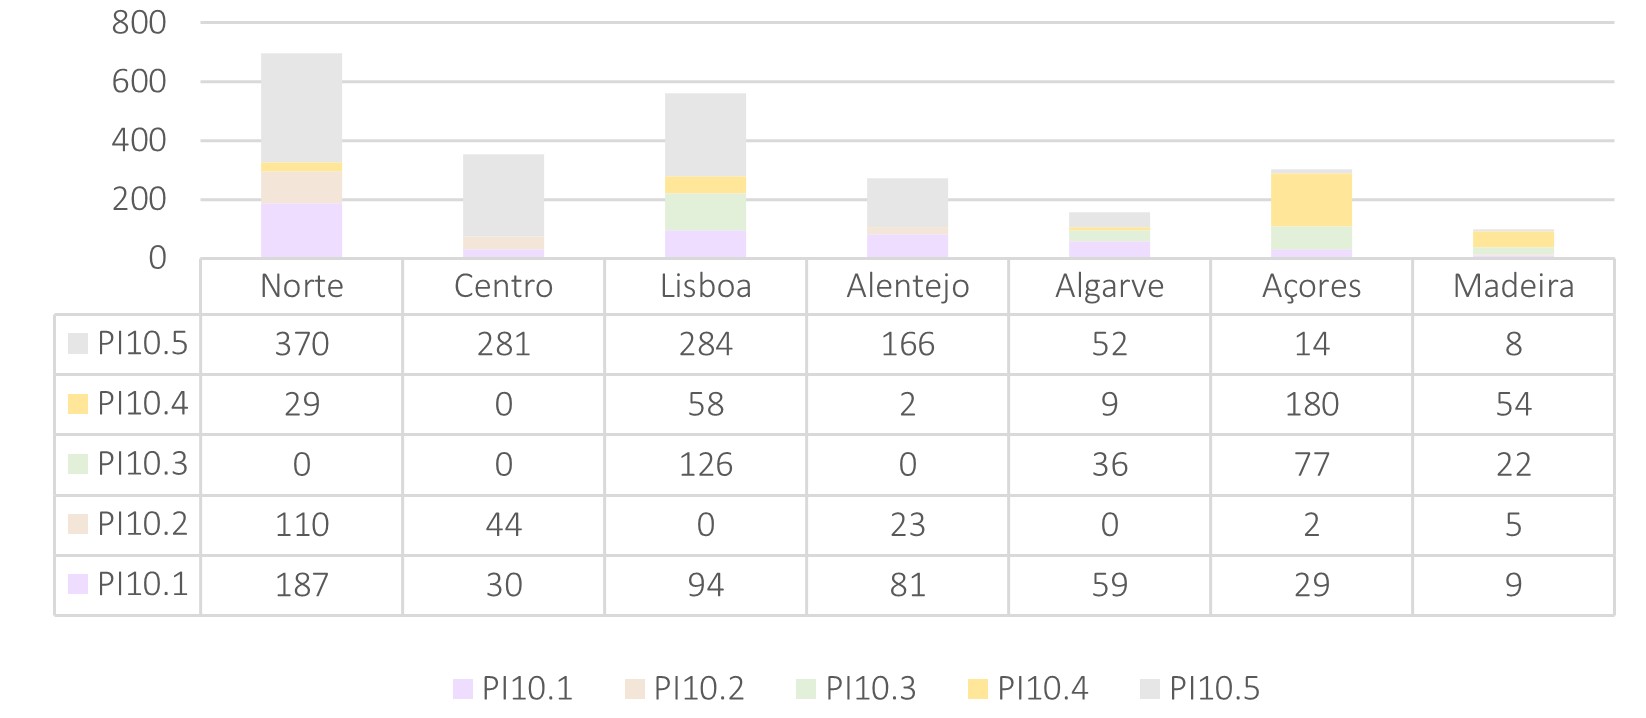 800
600
400
200
0
Norte Centro Lisboa Alentejo Algarve Açores Madeira
PI10.5 370 281 284 166 52 14 8
PI10.4 29 0 58 2 9 180 54
PI10.3 0 0 126 0 36 77 22
PI10.2 110 44 0 23 0 2 5
PI10.1 187 30 94 81 59 29 9
PI10.1 PI10.2 PI10.3 PI10.4 PI10.5